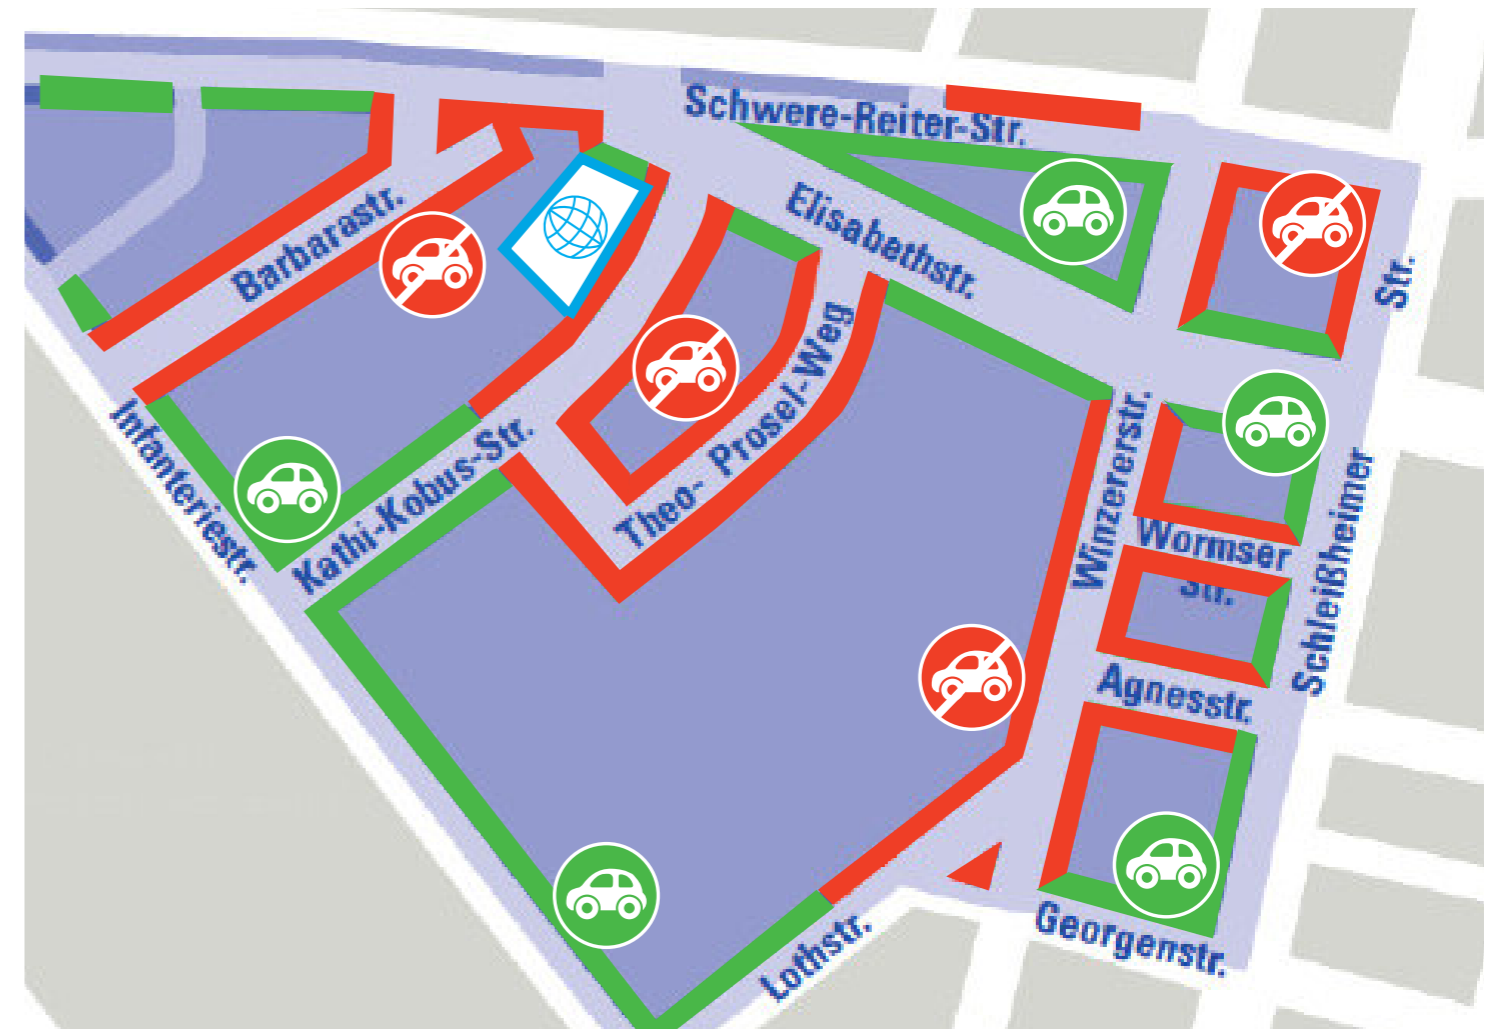 Schwere-Reiter-Str.
Elisabethstr.
Barbarastr.
Str.
Theo- Prosel-Weg
Infanteriestr.
Kathi-Kobus-Str.
Winzererstr.
Wormser
Str.
Schleißheimer
Agnesstr.
Georgenstr.
Lothstr.